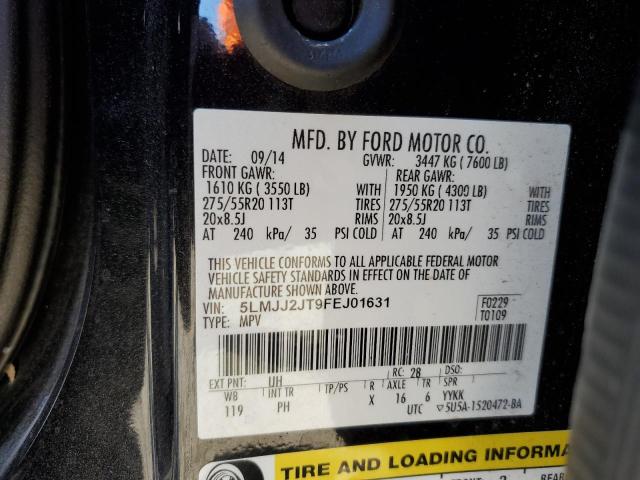 MFD. BY FORD MOTOR CO.
DATE: 09/14 GVWR: 3447 KG ( 7600 LB)
FRONT GAWR: REAR GAWR:
1610 KG ( 3550 LB) WITH 1950 KG ( 4300 LB) WITH
275/55R20 113T TIRES 275/55R20 113T TIRES
20x8.5J RIMS 20x8.5J RIMS
AT 240 kPa/ 35 PSI COLD AT 240 kPa/ 35 PSI COLD
THIS VEHICLE CONFORMS TO ALL APPLICABLE FEDERAL MOTOR
VEHICLE SAFETY STANDARDS IN EFFECT ON THE DATE OF
MANUFACTURE SHOWN ABOVE.
VIN: 5LMJJ2JT9FEJ01631 F0229
TYPE: MPV T0109
RC: 28 DSO:
EXT PNT: UH
WB INT TR TP/PS R AXLE TR SPR
119 PH X 16 6 YYKK
UTC 5U5A-1520472-BA
TIRE AND LOADING INFORMA